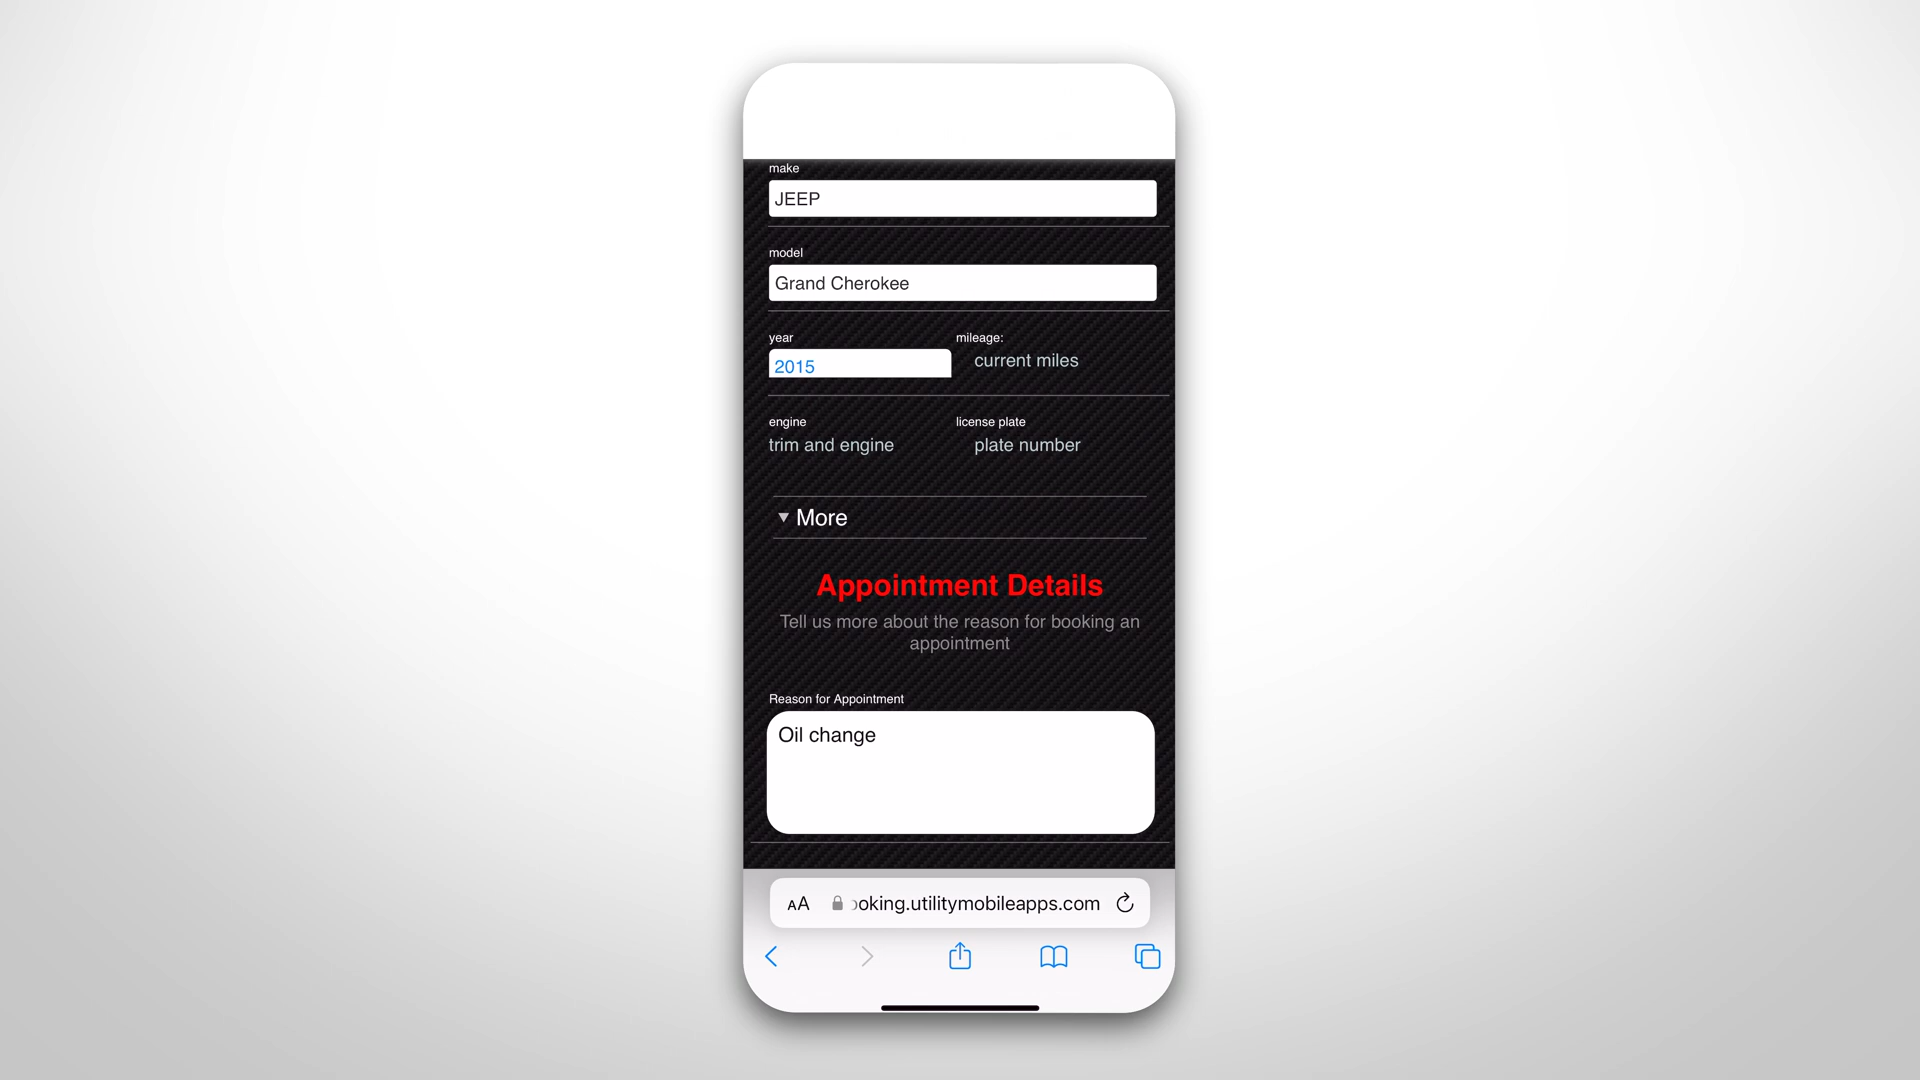 make
JEEP
model
Grand Cherokee
year mileage:
2015 current miles
engine license plate
trim and engine plate number
▼ More
Appointment Details
Tell us more about the reason for booking an
appointment
Reason for Appointment
Oil change
AA oking.utilitymobileapps.com